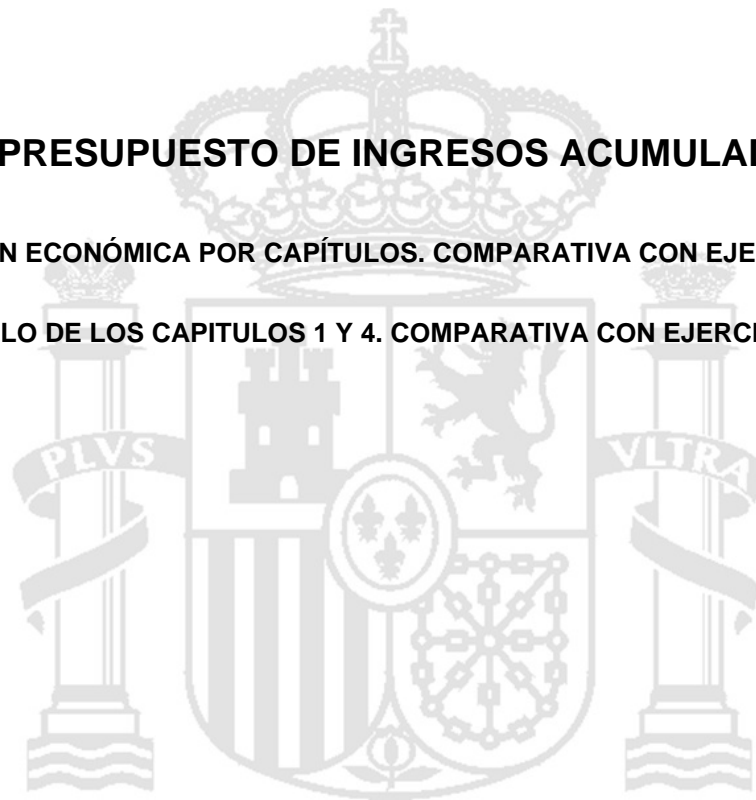 PRESUPUESTO DE INGRESOS ACUMULA
N ECONÓMICA POR CAPÍTULOS. COMPARATIVA CON EJE
LO DE LOS CAPITULOS 1 Y 4. COMPARATIVA CON EJERCI
PLVS VLTRA